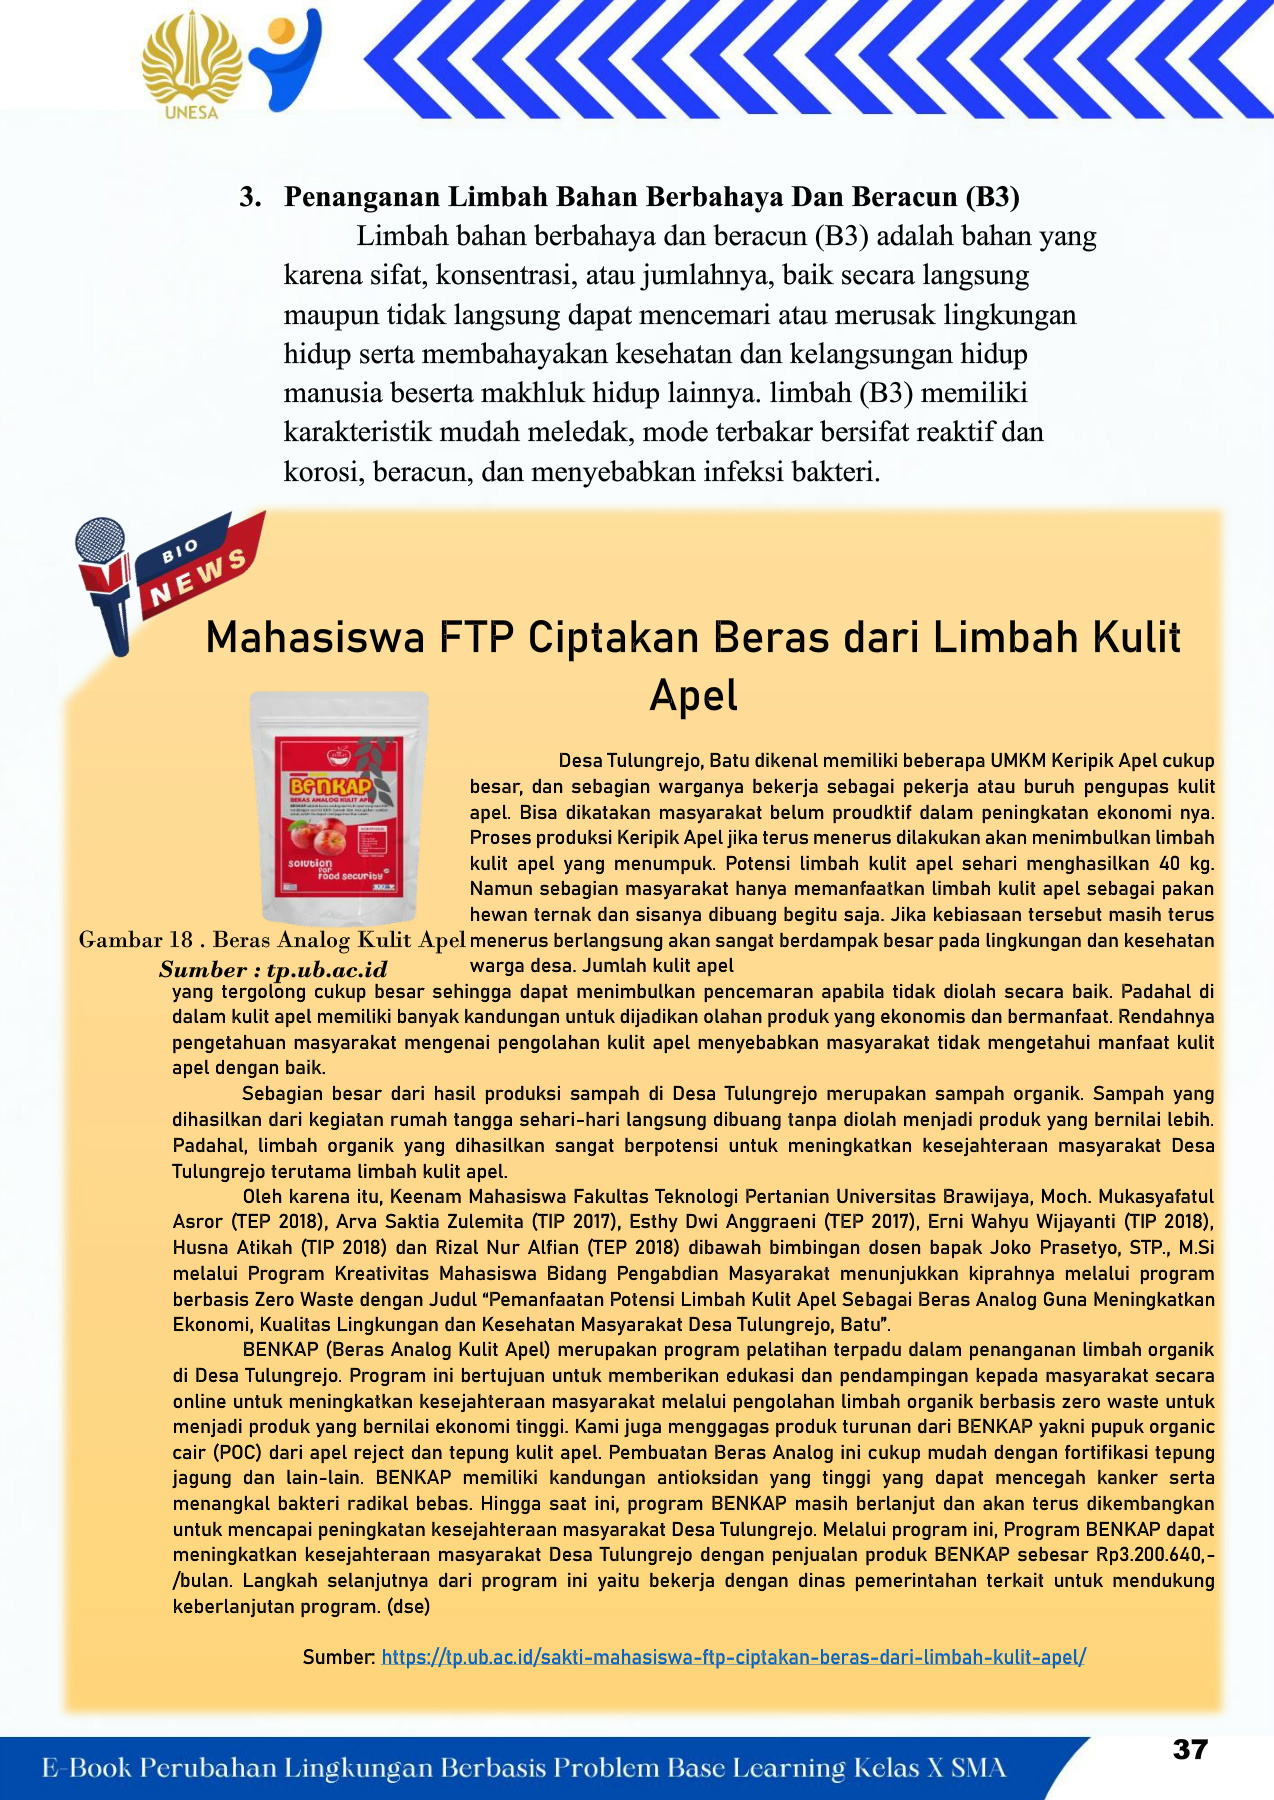 UNESA
3. Penanganan Limbah Bahan Berbahaya Dan Beracun (B3)
Limbah bahan berbahaya dan beracun (B3) adalah bahan yang
karena sifat, konsentrasi, atau jumlahnya, baik secara langsung
maupun tidak langsung dapat mencemari atau merusak lingkungan
hidup serta membahayakan kesehatan dan kelangsungan hidup
manusia beserta makhluk hidup lainnya. limbah (B3) memiliki
karakteristik mudah meledak, mode terbakar bersifat reaktif dan
korosi, beracun, dan menyebabkan infeksi bakteri.
BIO
NEWS
Mahasiswa FTP Ciptakan Beras dari Limbah Kulit
Apel
BENKAP
BERAS ANALOG KULIT APEL
solution
for
food security
Gambar 18 . Beras Analog Kulit Apel
Sumber : tp.ub.ac.id
Desa Tulungrejo, Batu dikenal memiliki beberapa UMKM Keripik Apel cukup
besar, dan sebagian warganya bekerja sebagai pekerja atau buruh pengupas kulit
apel. Bisa dikatakan masyarakat belum proudktif dalam peningkatan ekonomi nya.
Proses produksi Keripik Apel jika terus menerus dilakukan akan menimbulkan limbah
kulit apel yang menumpuk. Potensi limbah kulit apel sehari menghasilkan 40 kg.
Namun sebagian masyarakat hanya memanfaatkan limbah kulit apel sebagai pakan
hewan ternak dan sisanya dibuang begitu saja. Jika kebiasaan tersebut masih terus
menerus berlangsung akan sangat berdampak besar pada lingkungan dan kesehatan
warga desa. Jumlah kulit apel
yang tergolong cukup besar sehingga dapat menimbulkan pencemaran apabila tidak diolah secara baik. Padahal di
dalam kulit apel memiliki banyak kandungan untuk dijadikan olahan produk yang ekonomis dan bermanfaat. Rendahnya
pengetahuan masyarakat mengenai pengolahan kulit apel menyebabkan masyarakat tidak mengetahui manfaat kulit
apel dengan baik.
Sebagian besar dari hasil produksi sampah di Desa Tulungrejo merupakan sampah organik. Sampah yang
dihasilkan dari kegiatan rumah tangga sehari-hari langsung dibuang tanpa diolah menjadi produk yang bernilai lebih.
Padahal, limbah organik yang dihasilkan sangat berpotensi untuk meningkatkan kesejahteraan masyarakat Desa
Tulungrejo terutama limbah kulit apel.
Oleh karena itu, Keenam Mahasiswa Fakultas Teknologi Pertanian Universitas Brawijaya, Moch. Mukasyafatul
Asror (TEP 2018), Arva Saktia Zulemita (TIP 2017), Esthy Dwi Anggraeni (TEP 2017), Erni Wahyu Wijayanti (TIP 2018),
Husna Atikah (TIP 2018) dan Rizal Nur Alfian (TEP 2018) dibawah bimbingan dosen bapak Joko Prasetyo, STP., M.Si
melalui Program Kreativitas Mahasiswa Bidang Pengabdian Masyarakat menunjukkan kiprahnya melalui program
berbasis Zero Waste dengan Judul “Pemanfaatan Potensi Limbah Kulit Apel Sebagai Beras Analog Guna Meningkatkan
Ekonomi, Kualitas Lingkungan dan Kesehatan Masyarakat Desa Tulungrejo, Batu”.
BENKAP (Beras Analog Kulit Apel) merupakan program pelatihan terpadu dalam penanganan limbah organik
di Desa Tulungrejo. Program ini bertujuan untuk memberikan edukasi dan pendampingan kepada masyarakat secara
online untuk meningkatkan kesejahteraan masyarakat melalui pengolahan limbah organik berbasis zero waste untuk
menjadi produk yang bernilai ekonomi tinggi. Kami juga menggagas produk turunan dari BENKAP yakni pupuk organic
cair (POC) dari apel reject dan tepung kulit apel. Pembuatan Beras Analog ini cukup mudah dengan fortifikasi tepung
jagung dan lain-lain. BENKAP memiliki kandungan antioksidan yang tinggi yang dapat mencegah kanker serta
menangkal bakteri radikal bebas. Hingga saat ini, program BENKAP masih berlanjut dan akan terus dikembangkan
untuk mencapai peningkatan kesejahteraan masyarakat Desa Tulungrejo. Melalui program ini, Program BENKAP dapat
meningkatkan kesejahteraan masyarakat Desa Tulungrejo dengan penjualan produk BENKAP sebesar Rp3.200.640,-
/bulan. Langkah selanjutnya dari program ini yaitu bekerja dengan dinas pemerintahan terkait untuk mendukung
keberlanjutan program. (dse)
Sumber: https://tp.ub.ac.id/sakti-mahasiswa-ftp-ciptakan-beras-dari-limbah-kulit-apel/
37
E-Book Perubahan Lingkungan Berbasis Problem Base Learning Kelas X SMA